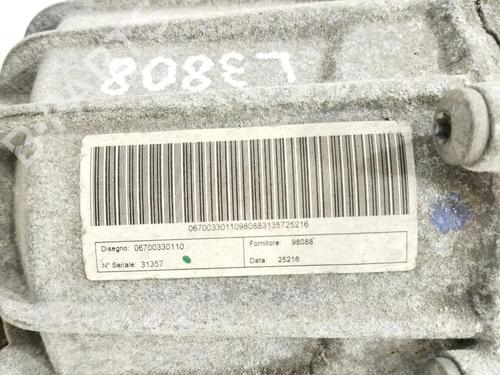 L3808
06700330110980883135725216
Disegno: 06700330110
Fornitore: 98088
N° Seriale: 31357
Data 25216